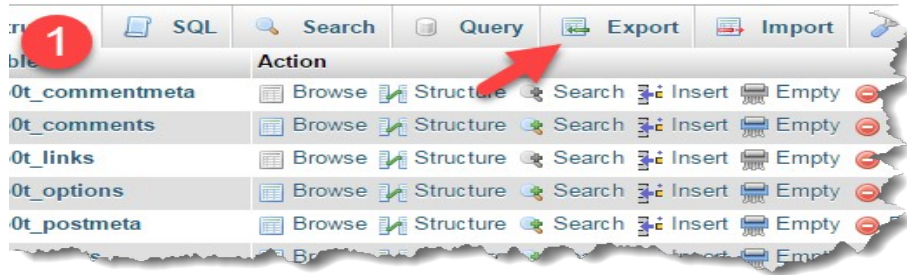 1 SQL Search Query Export Import
Action
0t_commentmeta Browse Structure Search Insert Empty
0t_comments Browse Structure Search Insert Empty
0t_links Browse Structure Search Insert Empty
0t_options Browse Structure Search Insert Empty
0t_postmeta Browse Structure Search Insert Empty